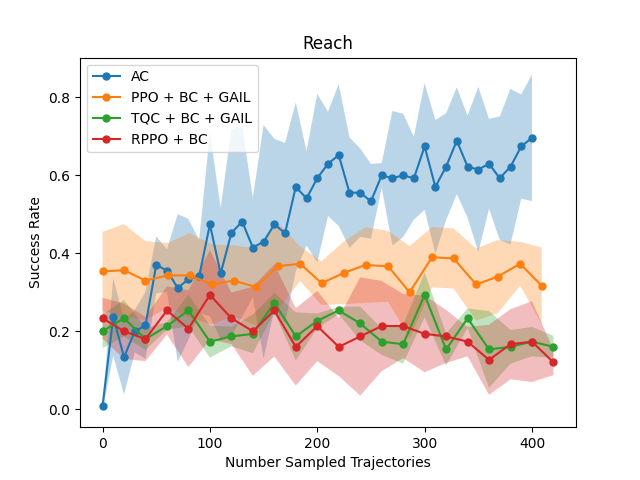 Reach
AC
PPO + BC + GAIL
TQC + BC + GAIL
RPPO + BC
Success Rate
0.8
0.6
0.4
0.2
0.0
0 100 200 300 400
Number Sampled Trajectories